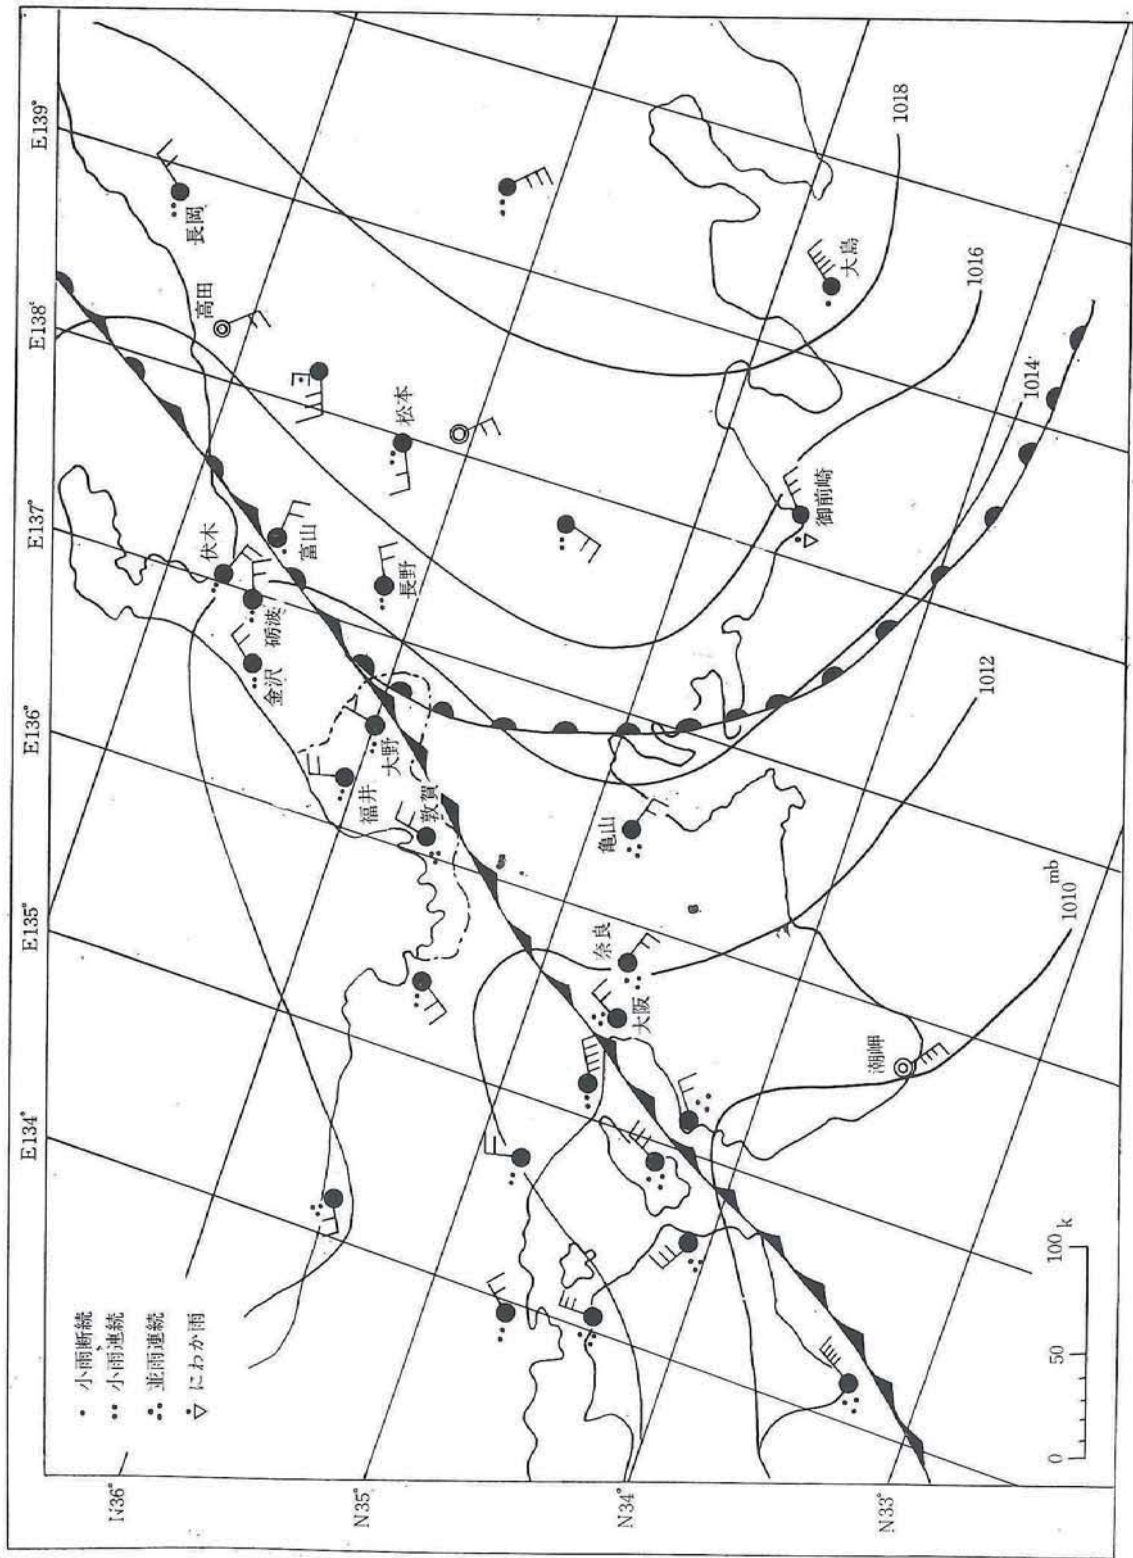 E134°
E135°
E136°
E137°
E138°
E139°
N36°
N35°
N34°
N33°
• 小雨断続
•• 小雨連続
∴ 並雨連続
にわか雨
長岡
高田
松本
伏木
富山
砺波
長野
金沢
大野
福井
敦賀
亀山
奈良
大阪
潮岬
御前崎
大島
1018
1016
1014
1012
1010 mb
0 50 100 k